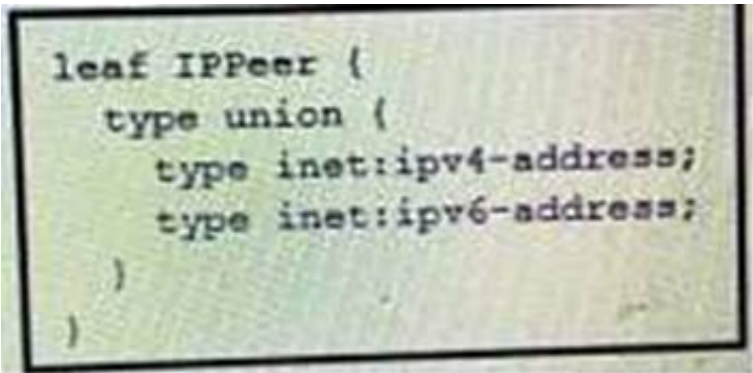 leaf IPPeer {
type union {
type inet:ipv4-address;
type inet:ipv6-address;
}
}